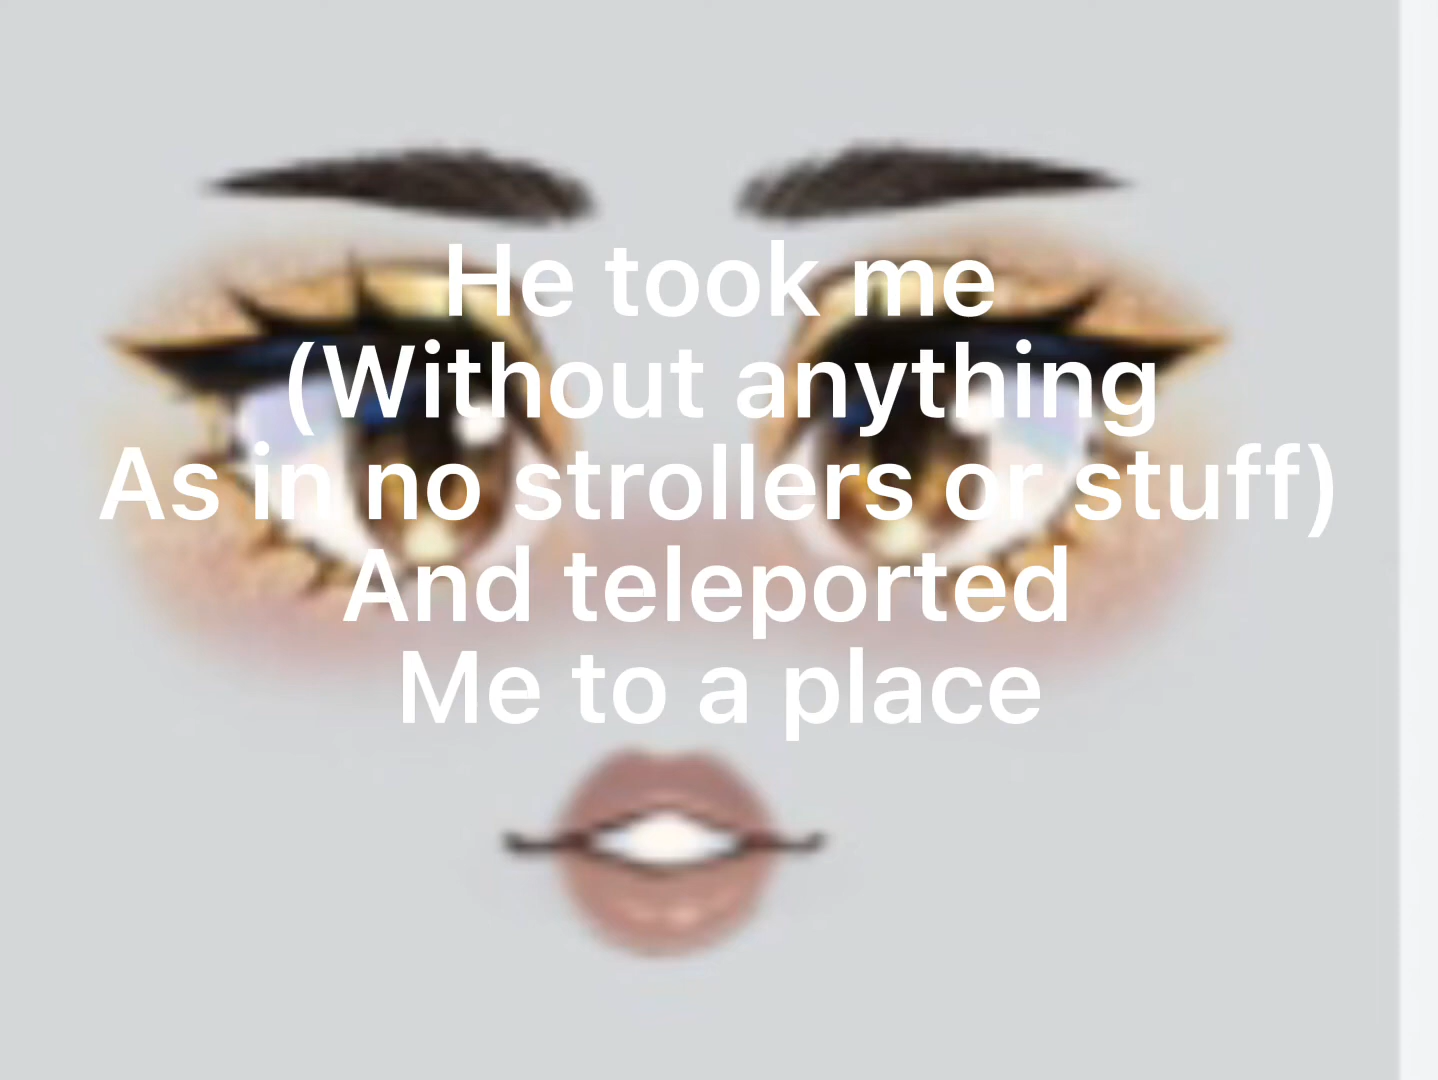 He took me
(Without anything
As in no strollers or stuff)
And teleported
Me to a place